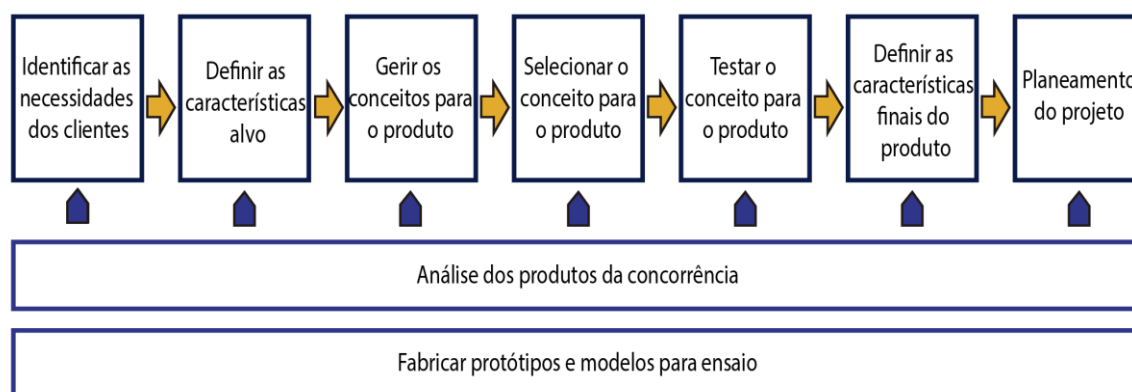 Identificar as
necessidades
dos clientes
Definir as
características
alvo
Gerir os
conceitos para
o produto
Selecionar o
conceito para
o produto
Testar o
conceito para
o produto
Definir as
características
finais do
produto
Planeamento
do projeto
Análise dos produtos da concorrência
Fabricar protótipos e modelos para ensaio